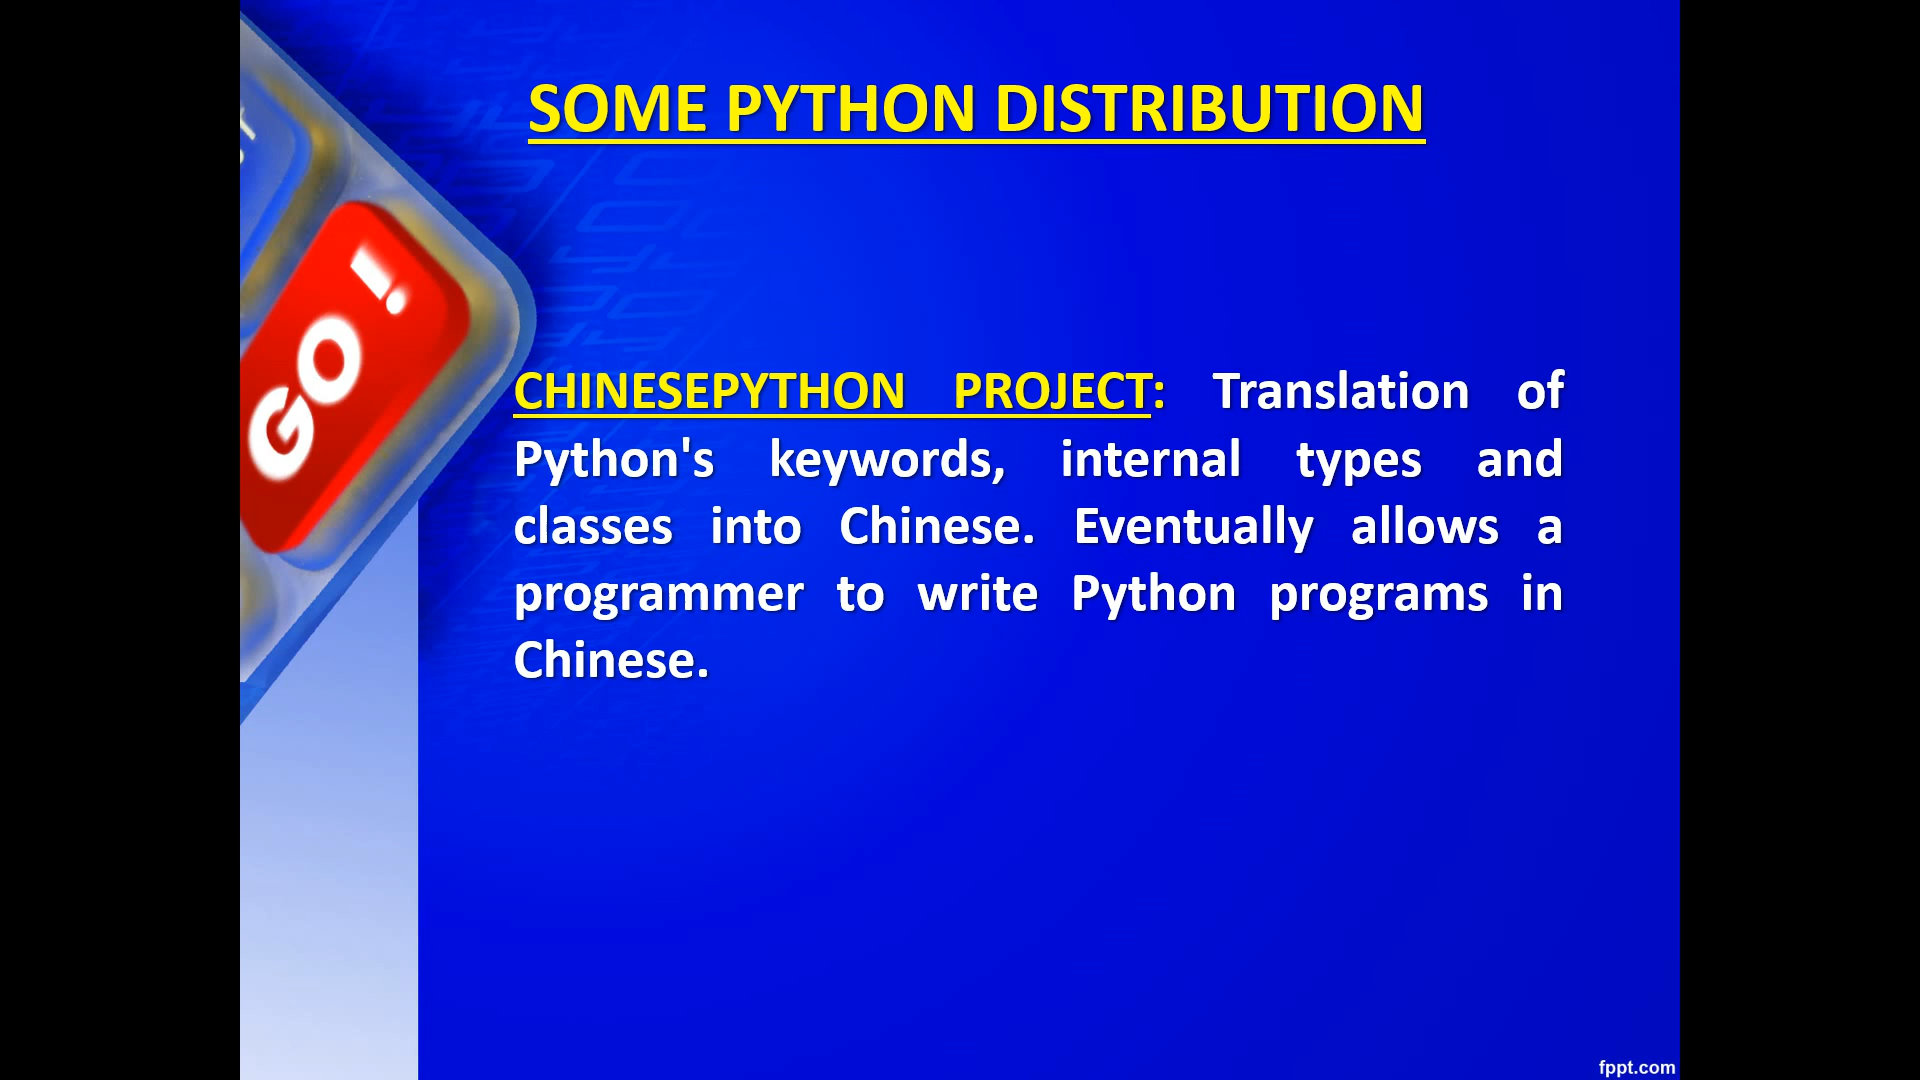 SOME PYTHON DISTRIBUTION
GO !
CHINESEPYTHON PROJECT: Translation of
Python's keywords, internal types and
classes into Chinese. Eventually allows a
programmer to write Python programs in
Chinese.
fppt.com